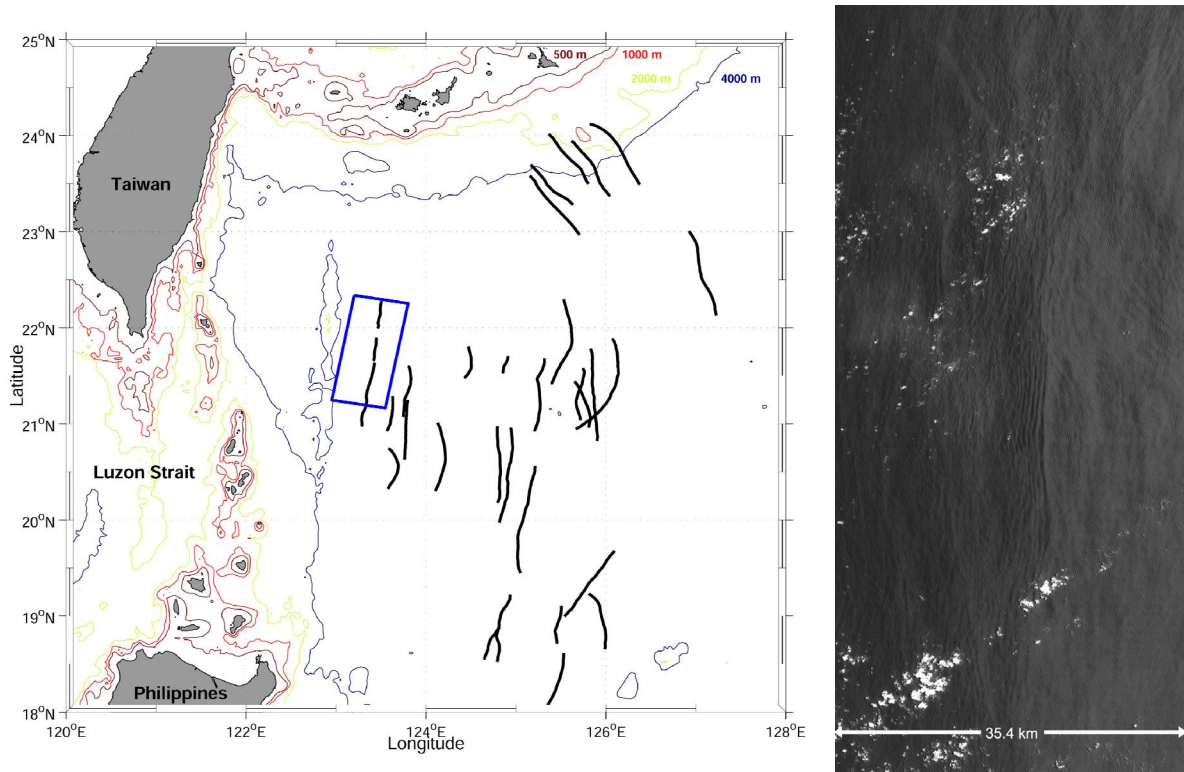 25°N
24°N
23°N
22°N
21°N
20°N
19°N
18°N
Latitude
120°E
122°E
124°E
126°E
128°E
Longitude
500 m
1000 m
2000 m
4000 m
Taiwan
Luzon Strait
Philippines
35.4 km